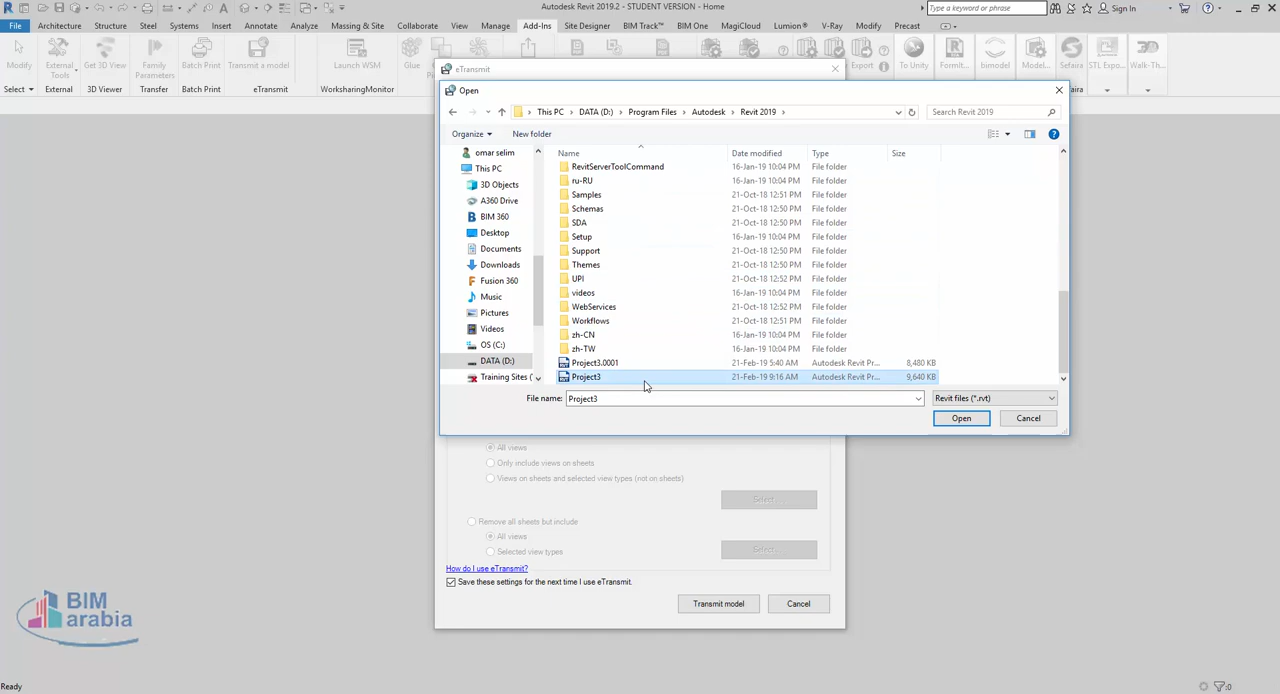 Autodesk Revit 2019.2 - STUDENT VERSION - Home
Type a keyword or phrase
Sign In
File Architecture Structure Steel Systems Insert Annotate Analyze Massing & Site Collaborate View Manage Add-Ins Site Designer BIM Track™ BIM One MagiCloud Lumion® V-Ray Modify Precast
Modify External Tools Get 3D View Family Parameters Batch Print Transmit a model Launch WSM Glue Export To Unity FormIt... bimodel Model... Sefaira STL Expo... Walk-Th...
Select External 3D Viewer Transfer Batch Print eTransmit WorksharingMonitor
eTransmit
Open
This PC DATA (D:) Program Files Autodesk Revit 2019
Search Revit 2019
Organize New folder
Name Date modified Type Size
omar selim
This PC
3D Objects
A360 Drive
BIM 360
Desktop
Documents
Downloads
Fusion 360
Music
Pictures
Videos
OS (C:)
DATA (D:)
Training Sites (
RevitServerToolCommand 16-Jan-19 10:04 PM File folder
ru-RU 16-Jan-19 10:04 PM File folder
Samples 21-Oct-18 12:51 PM File folder
Schemas 21-Oct-18 12:50 PM File folder
SDA 21-Oct-18 12:50 PM File folder
Setup 16-Jan-19 10:04 PM File folder
Support 21-Oct-18 12:50 PM File folder
Themes 21-Oct-18 12:50 PM File folder
UPI 21-Oct-18 12:52 PM File folder
videos 16-Jan-19 10:04 PM File folder
WebServices 21-Oct-18 12:52 PM File folder
Workflows 21-Oct-18 12:51 PM File folder
zh-CN 16-Jan-19 10:04 PM File folder
zh-TW 16-Jan-19 10:04 PM File folder
Project3.0001 21-Feb-19 5:40 AM Autodesk Revit Pr... 8,480 KB
Project3 21-Feb-19 9:16 AM Autodesk Revit Pr... 9,640 KB
File name: Project3
Revit files (*.rvt)
Open Cancel
All views
Only include views on sheets
Views on sheets and selected view types (not on sheets)
Select...
Remove all sheets but include
All views
Selected view types
Select...
How do I use eTransmit?
Save these settings for the next time I use eTransmit.
Transmit model Cancel
BIM
arabia
Ready
:0